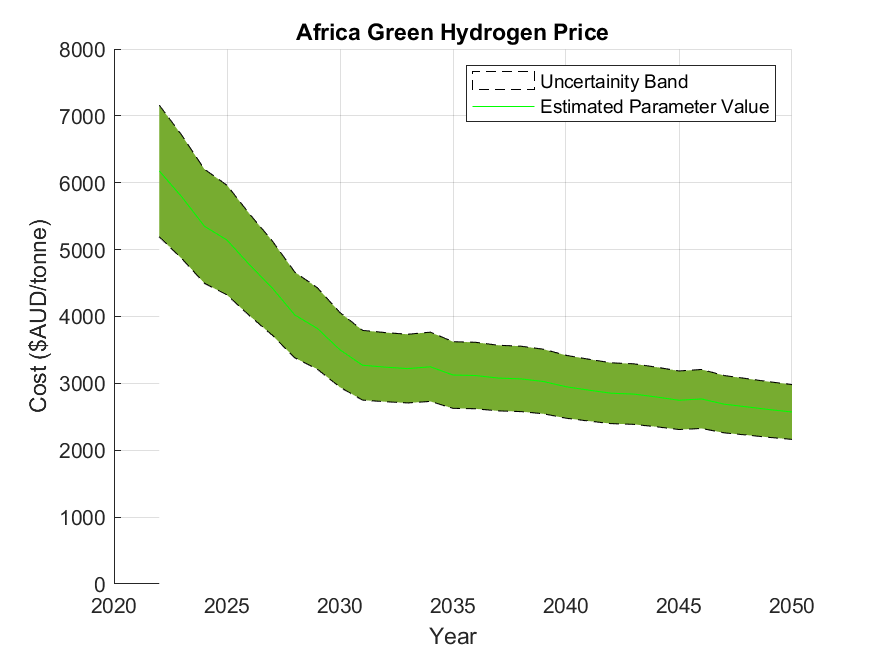 Africa Green Hydrogen Price
8000
7000
6000
5000
4000
3000
2000
1000
0
Cost ($AUD/tonne)
Uncertainity Band
Estimated Parameter Value
2020 2025 2030 2035 2040 2045 2050
Year